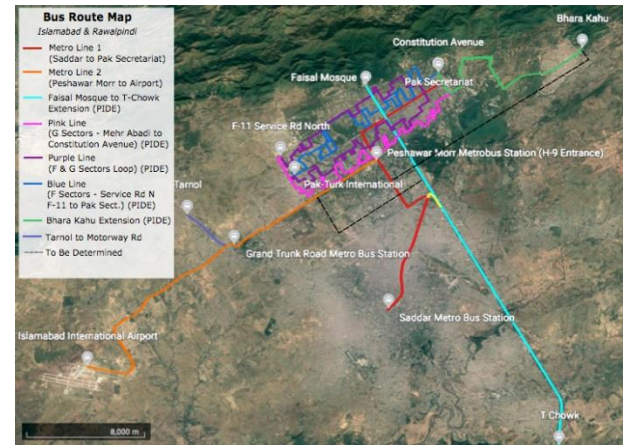 Bus Route Map
Islamabad & Rawalpindi
Metro Line 1
(Saddar to Pak Secretariat)
Metro Line 2
(Peshawar Morr to Airport)
Faisal Mosque to T-Chowk
Extension (PIDE)
Pink Line
(G Sectors - Mehr Abadi to
Constitution Avenue) (PIDE)
Purple Line
(F & G Sectors Loop) (PIDE)
Blue Line
(F Sectors - Service Rd N
F-11 to Pak Sect.) (PIDE)
Bhara Kahu Extension (PIDE)
Tarnol to Motorway Rd
To Be Determined
Bhara Kahu
Constitution Avenue
Faisal Mosque
Pak Secretariat
F-11 Service Rd North
Peshawar Morr Metrobus Station (H-9 Entrance)
Pak-Turk International
Tarnol
Grand Trunk Road Metro Bus Station
Saddar Metro Bus Station
Islamabad International Airport
T Chowk
8,000 m